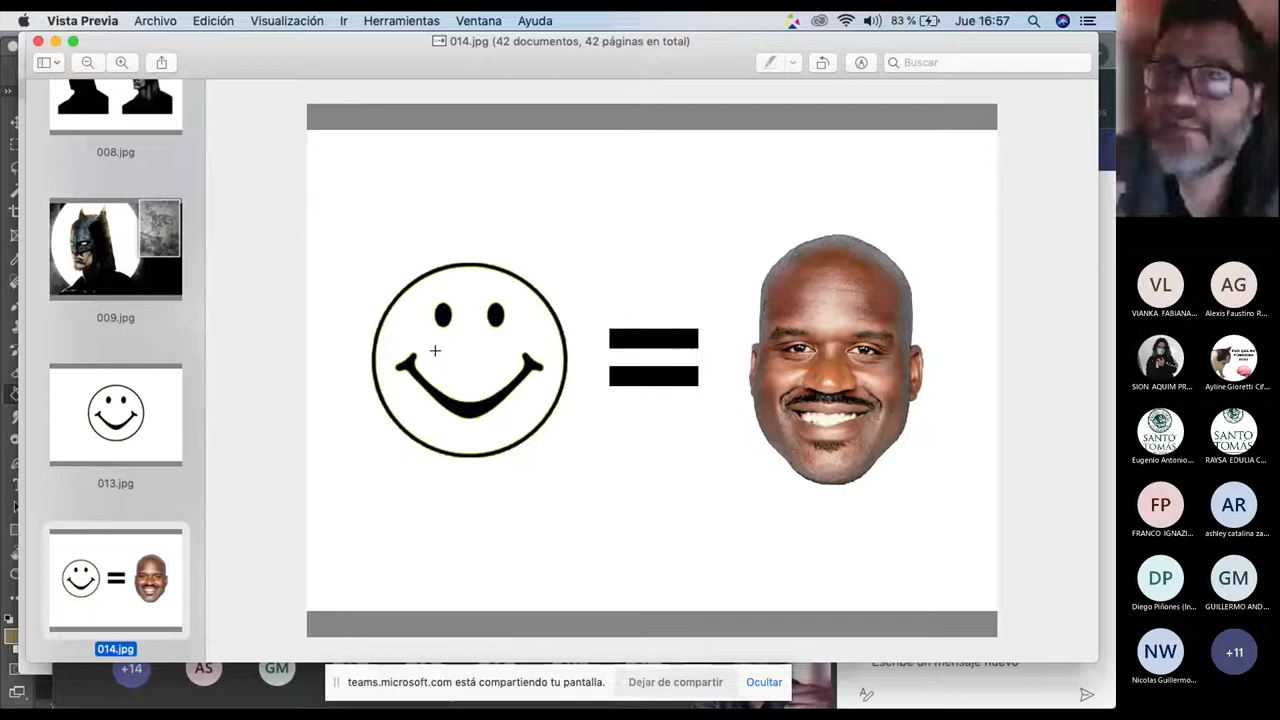 Vista Previa Archivo Edición Visualización Ir Herramientas Ventana Ayuda 83 % Jue 16:57
014.jpg (42 documentos, 42 páginas en total)
Buscar
008.jpg
009.jpg
013.jpg
014.jpg
VL AG
VIANKA FABIANA... Alexis Faustino R...
SION AQUIM PR... Ayline Gioretti Cif...
SANTO TOMÁS SANTO TOMÁS
Eugenio Antonio... RAYSA EDULIA C...
FP AR
FRANCO IGNAZI... ashley catalina za...
DP GM
Diego Piñones (In... GUILLERMO AND...
NW +11
Nicolas Guillermo...
+14 AS GM
teams.microsoft.com está compartiendo tu pantalla. Dejar de compartir Ocultar
Escribe un mensaje nuevo